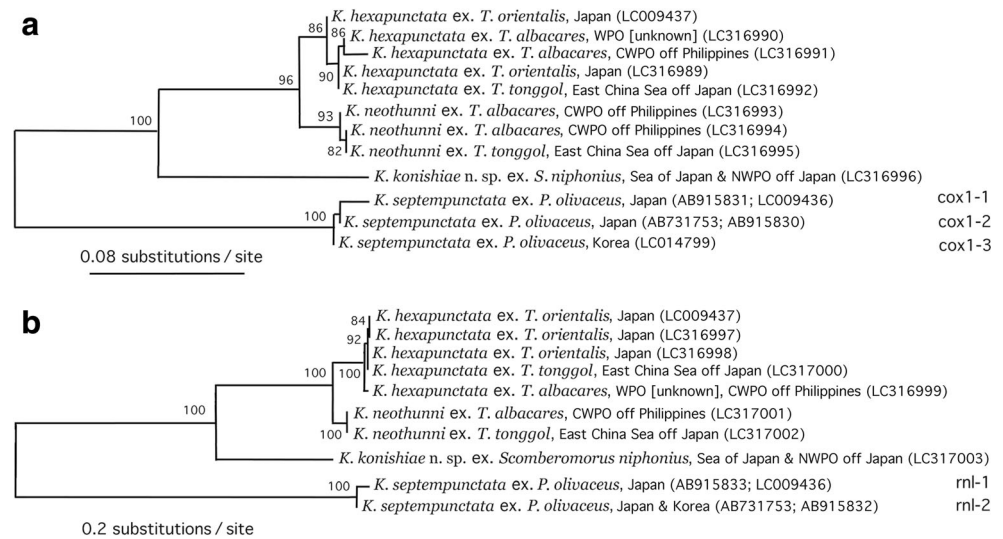 a
K. hexapunctata ex. T. orientalis, Japan (LC009437)
86
86 K. hexapunctata ex. T. albacares, WPO [unknown] (LC316990)
K. hexapunctata ex. T. albacares, CWPO off Philippines (LC316991)
90 K. hexapunctata ex. T. orientalis, Japan (LC316989)
96
K. hexapunctata ex. T. tonggol, East China Sea off Japan (LC316992)
93 K. neothunni ex. T. albacares, CWPO off Philippines (LC316993)
100
K. neothunni ex. T. albacares, CWPO off Philippines (LC316994)
82 K. neothunni ex. T. tonggol, East China Sea off Japan (LC316995)
K. konishiae n. sp. ex. S. niphonius, Sea of Japan & NWPO off Japan (LC316996)
K. septempunctata ex. P. olivaceus, Japan (AB915831; LC009436) cox1-1
100 K. septempunctata ex. P. olivaceus, Japan (AB731753; AB915830) cox1-2
K. septempunctata ex. P. olivaceus, Korea (LC014799) cox1-3
0.08 substitutions / site
b
84 K. hexapunctata ex. T. orientalis, Japan (LC009437)
K. hexapunctata ex. T. orientalis, Japan (LC316997)
92
K. hexapunctata ex. T. orientalis, Japan (LC316998)
100 100 K. hexapunctata ex. T. tonggol, East China Sea off Japan (LC317000)
K. hexapunctata ex. T. albacares, WPO [unknown], CWPO off Philippines (LC316999)
100 K. neothunni ex. T. albacares, CWPO off Philippines (LC317001)
100 K. neothunni ex. T. tonggol, East China Sea off Japan (LC317002)
K. konishiae n. sp. ex. Scomberomorus niphonius, Sea of Japan & NWPO off Japan (LC317003)
100 K. septempunctata ex. P. olivaceus, Japan (AB915833; LC009436) rnl-1
K. septempunctata ex. P. olivaceus, Japan & Korea (AB731753; AB915832) rnl-2
0.2 substitutions / site